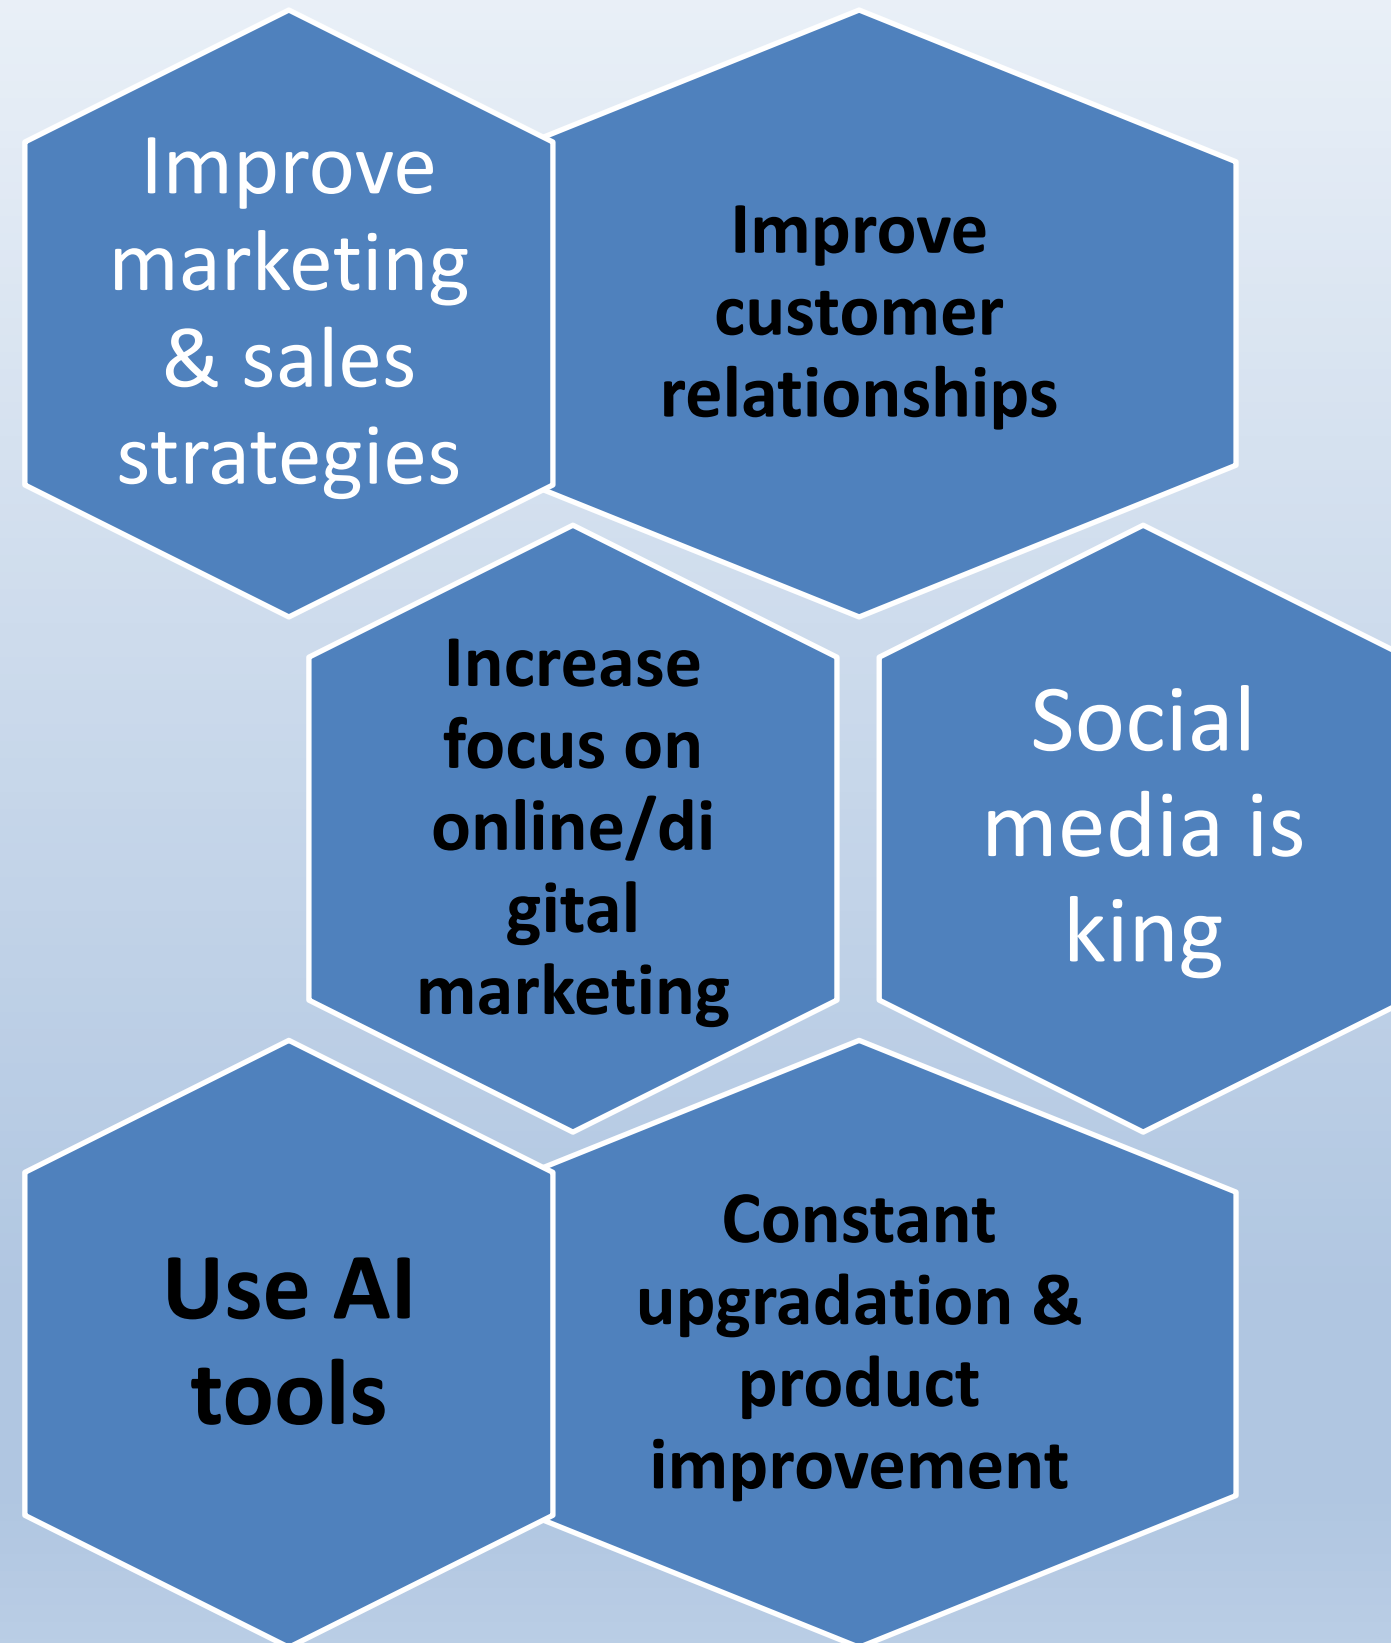 Improve
marketing
& sales
strategies
Improve
customer
relationships
Increase
focus on
online/di
gital
marketing
Social
media is
king
Use AI
tools
Constant
upgradation &
product
improvement